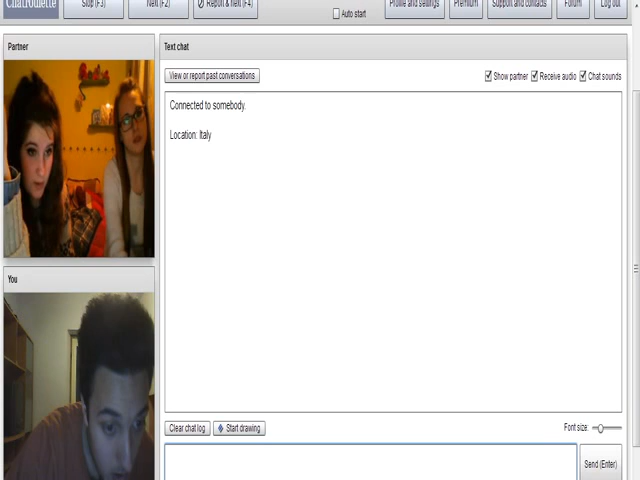 Chatroulette
Stop (F3)
Next (F2)
Report & next (F4)
Auto start
Profile and settings
Premium
Support and contacts
Forum
Log out
Partner
Text chat
View or report past conversations
Show partner
Receive audio
Chat sounds
Connected to somebody.
Location: Italy
You
Clear chat log
Start drawing
Font size:
Send (Enter)